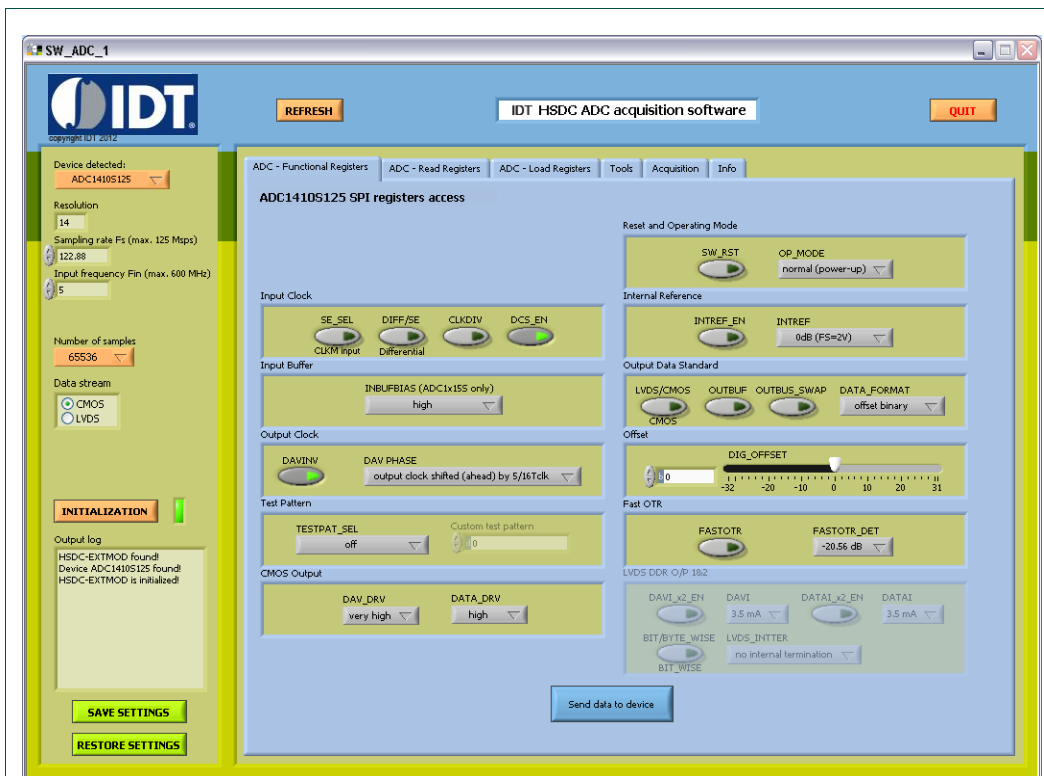 SW_ADC_1
IDT
copyright IDT 2012
REFRESH
IDT HSDC ADC acquisition software
QUIT
Device detected:
ADC1410S125
Resolution
14
Sampling rate Fs (max. 125 Msps)
122.88
Input frequency Fin (max. 600 MHz)
5
Number of samples
65536
Data stream
CMOS
LVDS
INITIALIZATION
Output log
HSDC-EXTMOD found!
Device ADC1410S125 found!
HSDC-EXTMOD is initialized!
SAVE SETTINGS
RESTORE SETTINGS
ADC - Functional Registers
ADC - Read Registers
ADC - Load Registers
Tools
Acquisition
Info
ADC1410S125 SPI registers access
Input Clock
SE_SEL DIFF/SE CLKDIV DCS_EN
CLKM input Differential
Input Buffer
INBUFBIAS (ADC1x15S only)
high
Output Clock
DAVINV DAV PHASE
output clock shifted (ahead) by 5/16Tclk
Test Pattern
TESTPAT_SEL Custom test pattern
off 0
CMOS Output
DAV_DRV DATA_DRV
very high high
Reset and Operating Mode
SW_RST OP_MODE
normal (power-up)
Internal Reference
INTREF_EN INTREF
0dB (FS=2V)
Output Data Standard
LVDS/CMOS OUTBUF OUTBUS_SWAP DATA_FORMAT
offset binary
CMOS
Offset
DIG_OFFSET
0
-32 -20 -10 0 10 20 31
Fast OTR
FASTOTR FASTOTR_DET
-20.56 dB
LVDS DDR O/P 1&2
DAVI_x2_EN DAVI DATAI_x2_EN DATAI
3.5 mA 3.5 mA
BIT/BYTE_WISE LVDS_INTTER
no internal termination
BIT_WISE
Send data to device